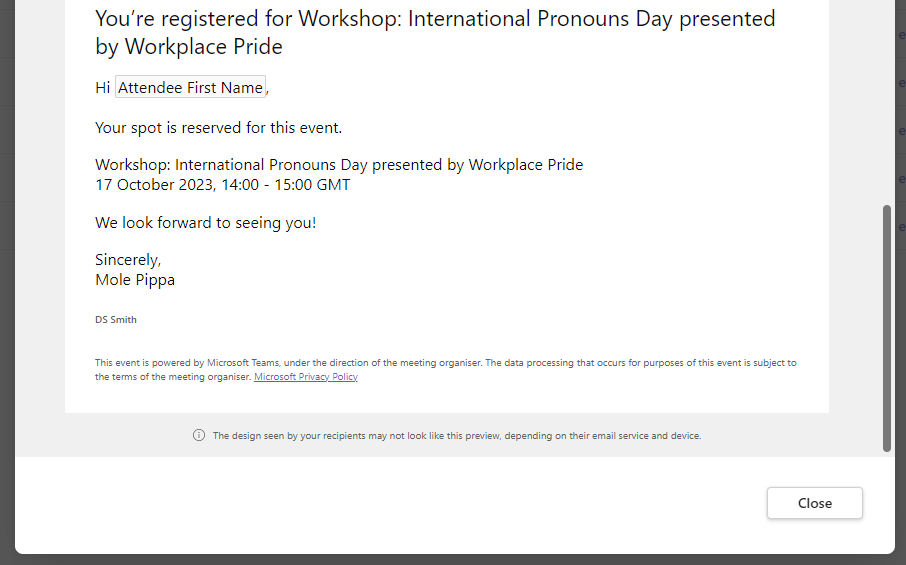 You’re registered for Workshop: International Pronouns Day presented
by Workplace Pride
Hi Attendee First Name,
Your spot is reserved for this event.
Workshop: International Pronouns Day presented by Workplace Pride
17 October 2023, 14:00 - 15:00 GMT
We look forward to seeing you!
Sincerely,
Mole Pippa
DS Smith
This event is powered by Microsoft Teams, under the direction of the meeting organiser. The data processing that occurs for purposes of this event is subject to
the terms of the meeting organiser. Microsoft Privacy Policy
The design seen by your recipients may not look like this preview, depending on their email service and device.
Close